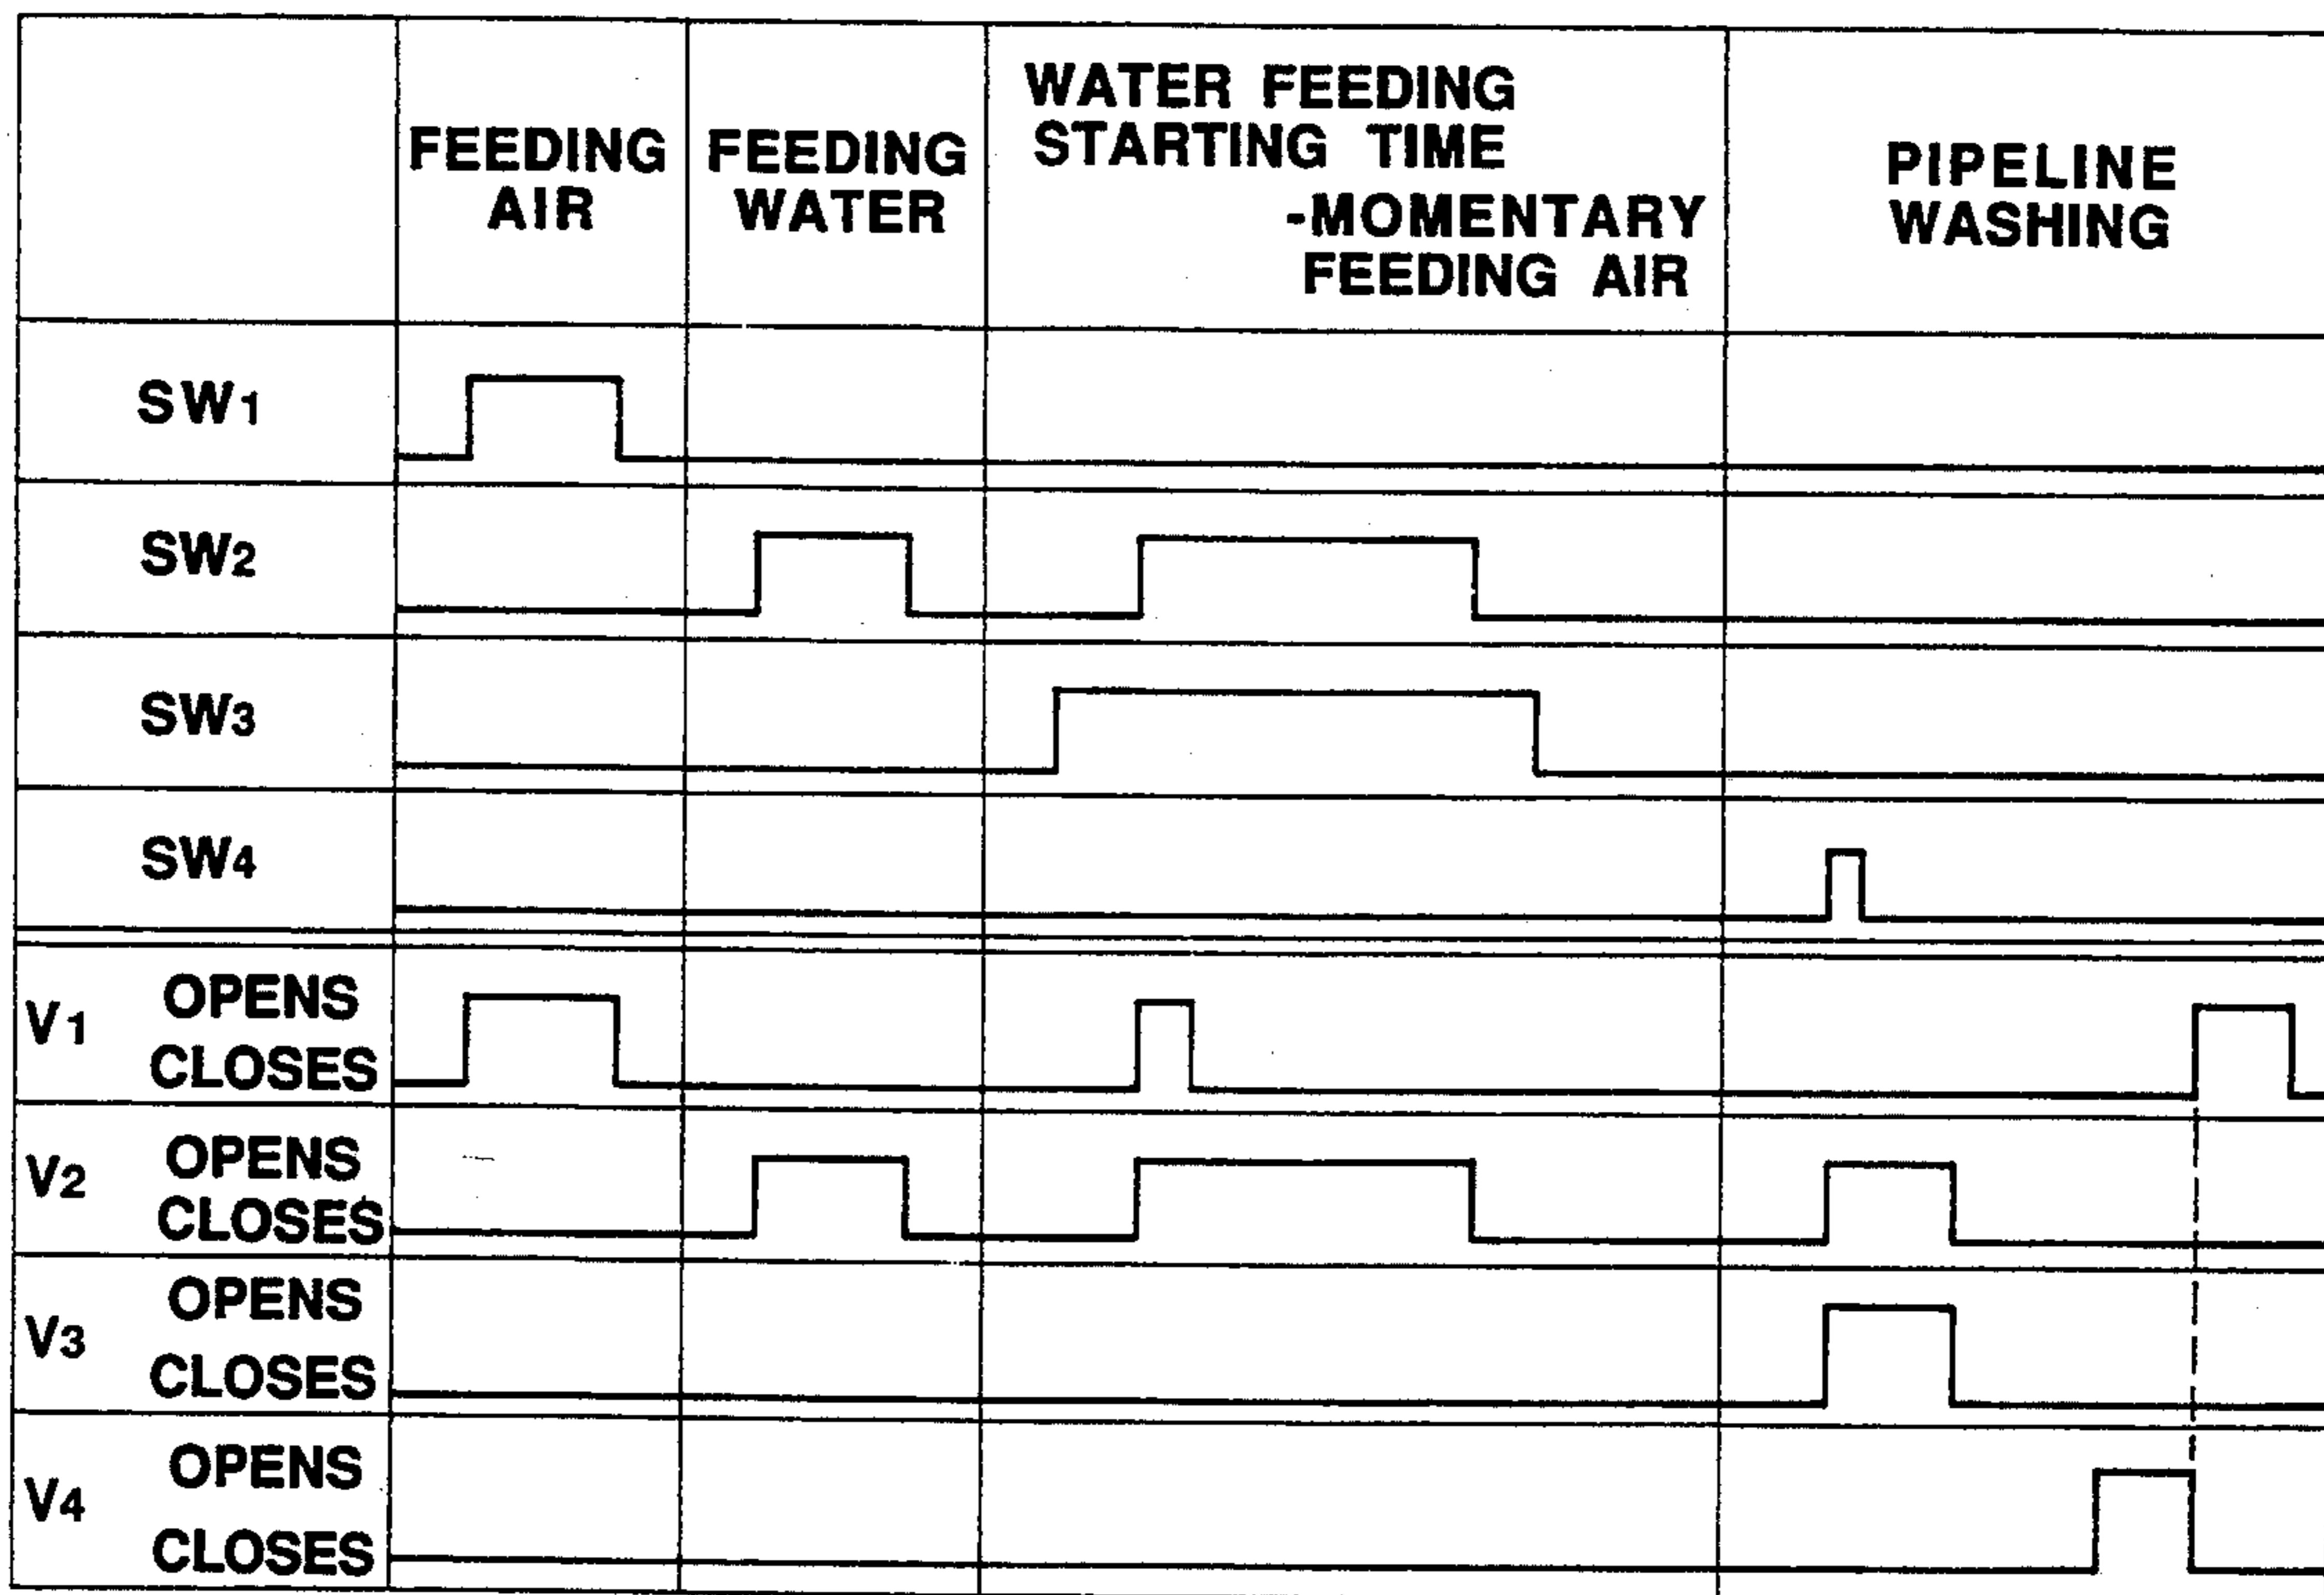 FEEDING
AIR
FEEDING
WATER
WATER FEEDING
STARTING TIME
-MOMENTARY
FEEDING AIR
PIPELINE
WASHING
SW1
SW2
SW3
SW4
V1
OPENS
CLOSES
V2
OPENS
CLOSES
V3
OPENS
CLOSES
V4
OPENS
CLOSES